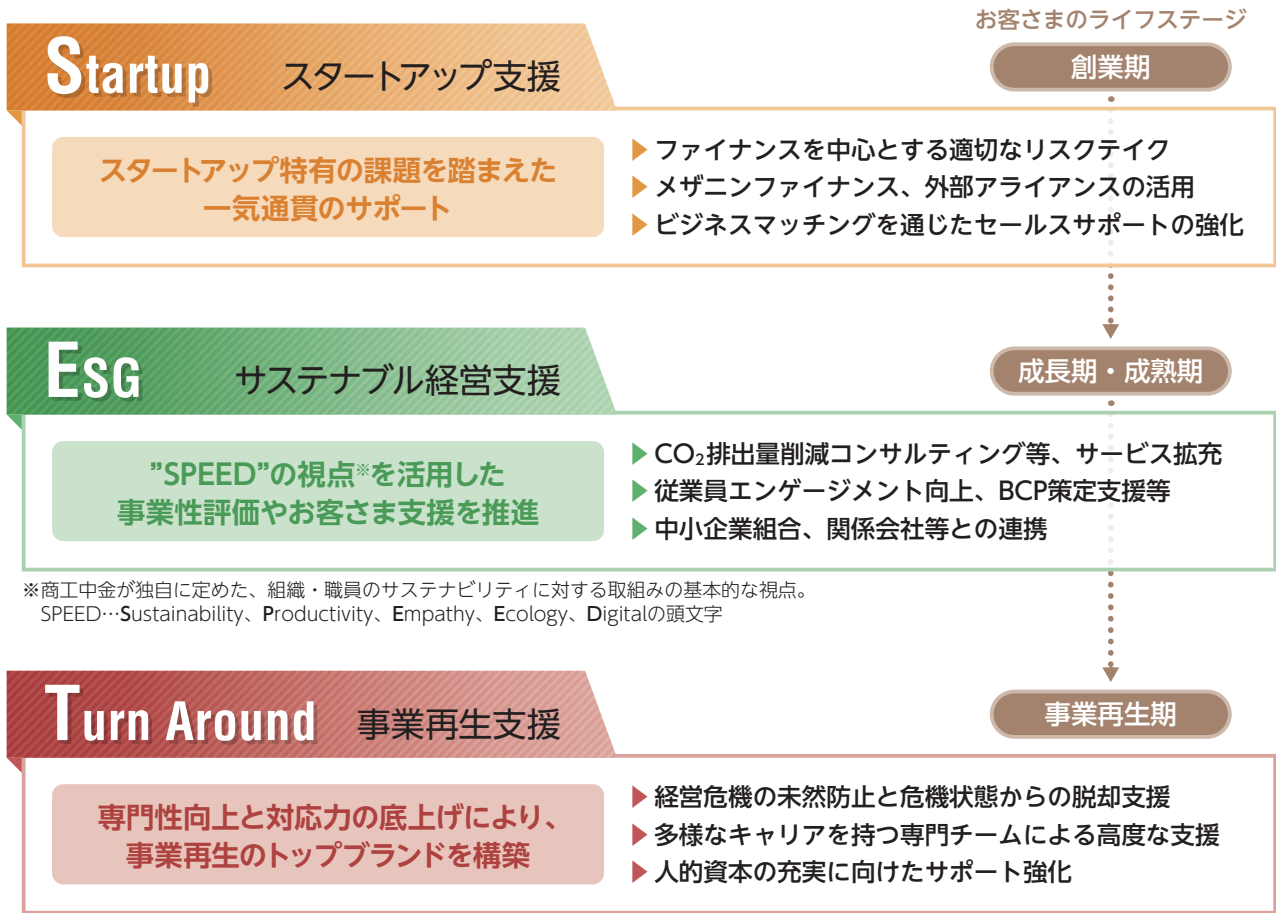 お客さまのライフステージ
Startup スタートアップ支援
創業期
スタートアップ特有の課題を踏まえた
一気通貫のサポート
▶ファイナンスを中心とする適切なリスクテイク
▶メザニンファイナンス、外部アライアンスの活用
▶ビジネスマッチングを通じたセールスサポートの強化
ESG サステナブル経営支援
成長期・成熟期
”SPEED”の視点※を活用した
事業性評価やお客さま支援を推進
▶CO₂排出量削減コンサルティング等、サービス拡充
▶従業員エンゲージメント向上、BCP策定支援等
▶中小企業組合、関係会社等との連携
※商工中金が独自に定めた、組織・職員のサステナビリティに対する取組みの基本的な視点。
SPEED…Sustainability、Productivity、Empathy、Ecology、Digitalの頭文字
Turn Around 事業再生支援
事業再生期
専門性向上と対応力の底上げにより、
事業再生のトップブランドを構築
▶経営危機の未然防止と危機状態からの脱却支援
▶多様なキャリアを持つ専門チームによる高度な支援
▶人的資本の充実に向けたサポート強化